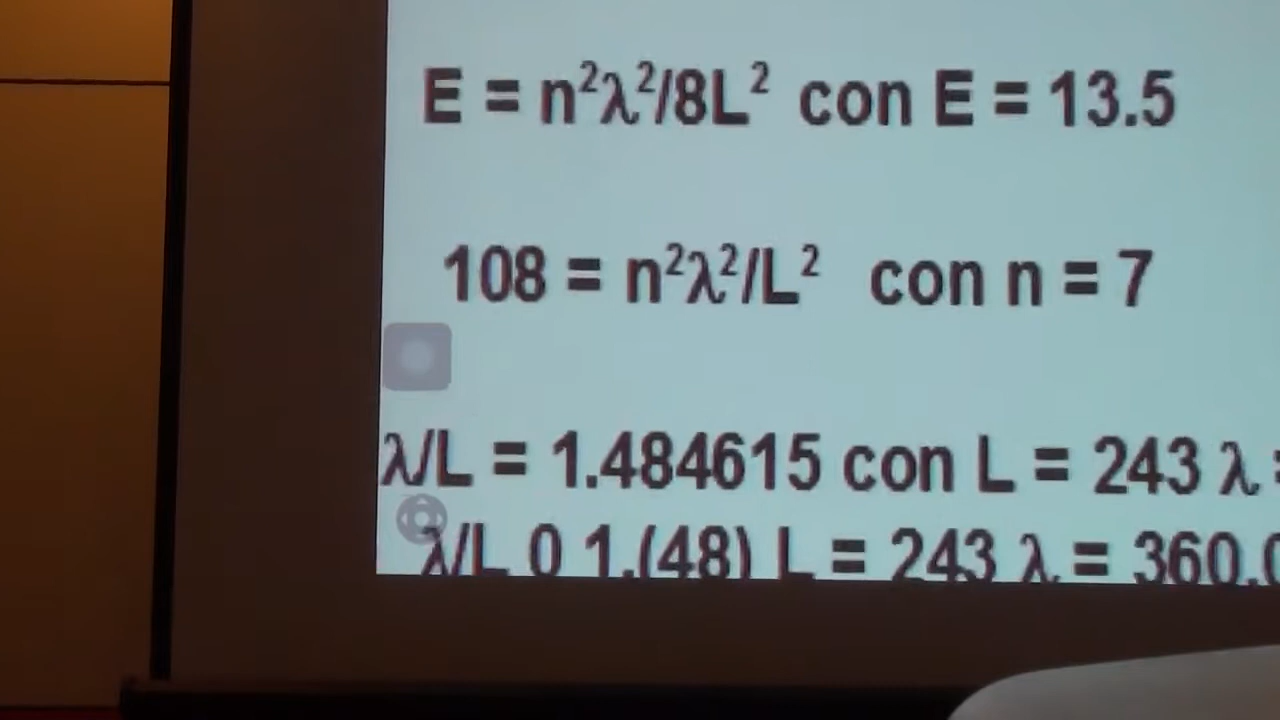 E = n²λ²/8L² con E = 13.5
108 = n²λ²/L² con n = 7
λ/L = 1.484615 con L = 243 λ =
λ/L 0 1.(48) L = 243 λ = 360.0